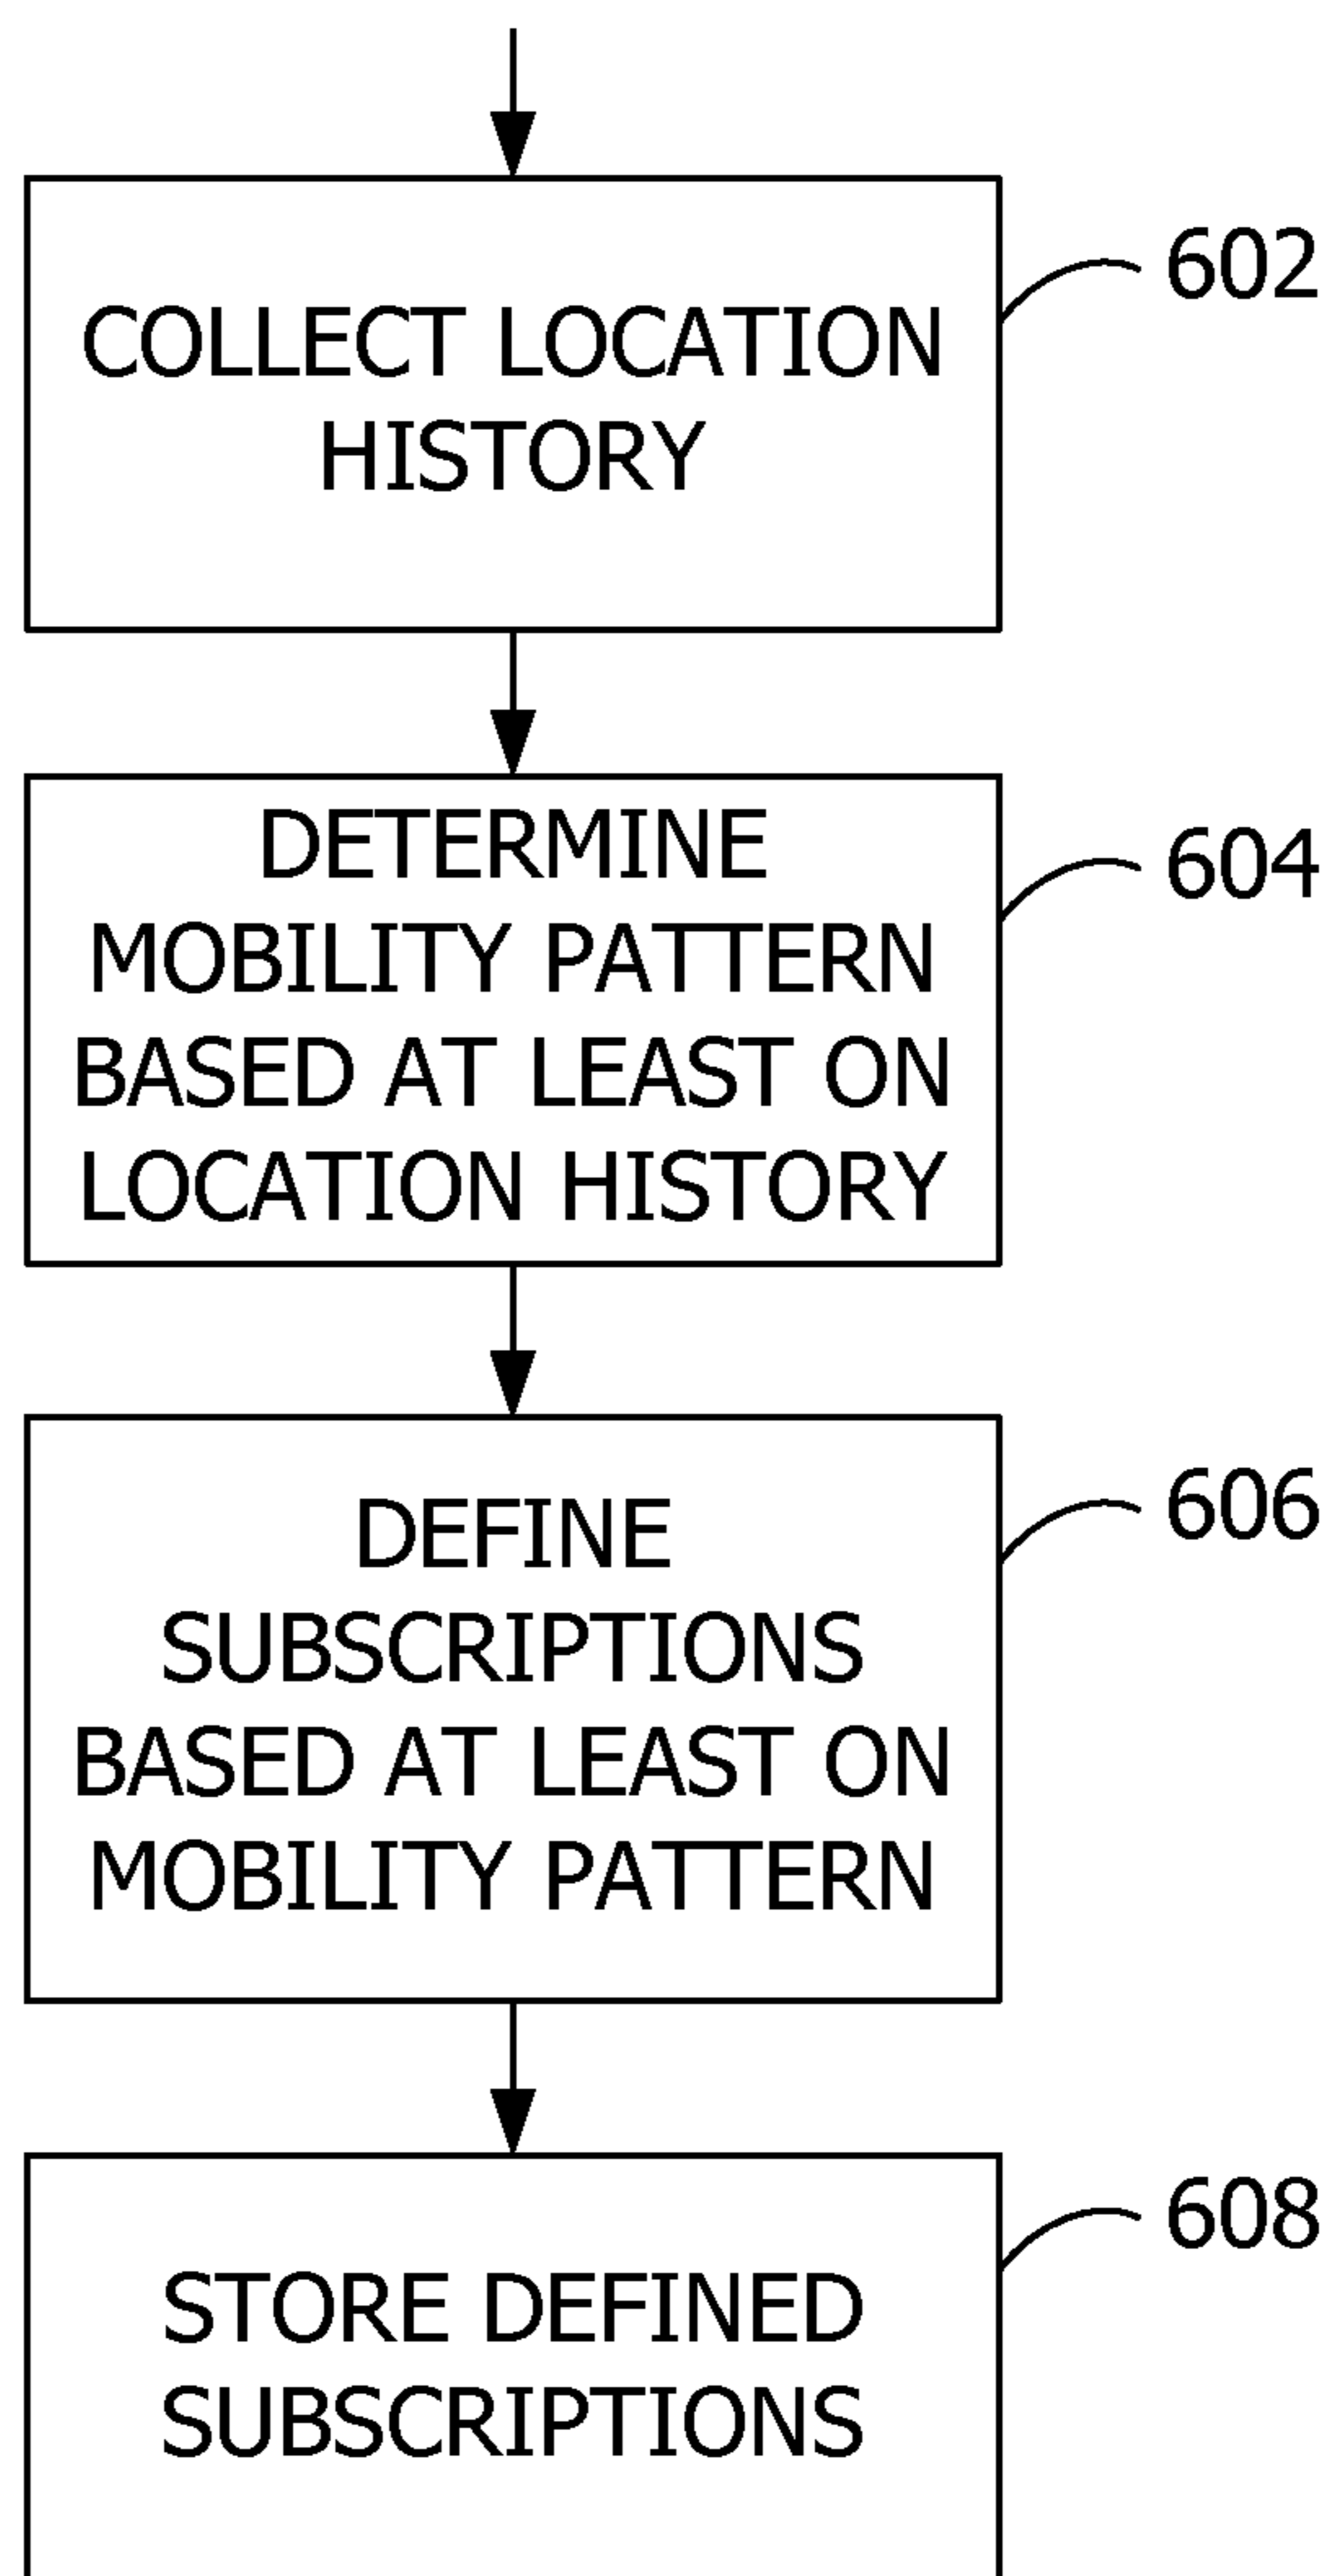 COLLECT LOCATION
HISTORY
602
DETERMINE
MOBILITY PATTERN
BASED AT LEAST ON
LOCATION HISTORY
604
DEFINE
SUBSCRIPTIONS
BASED AT LEAST ON
MOBILITY PATTERN
606
STORE DEFINED
SUBSCRIPTIONS
608